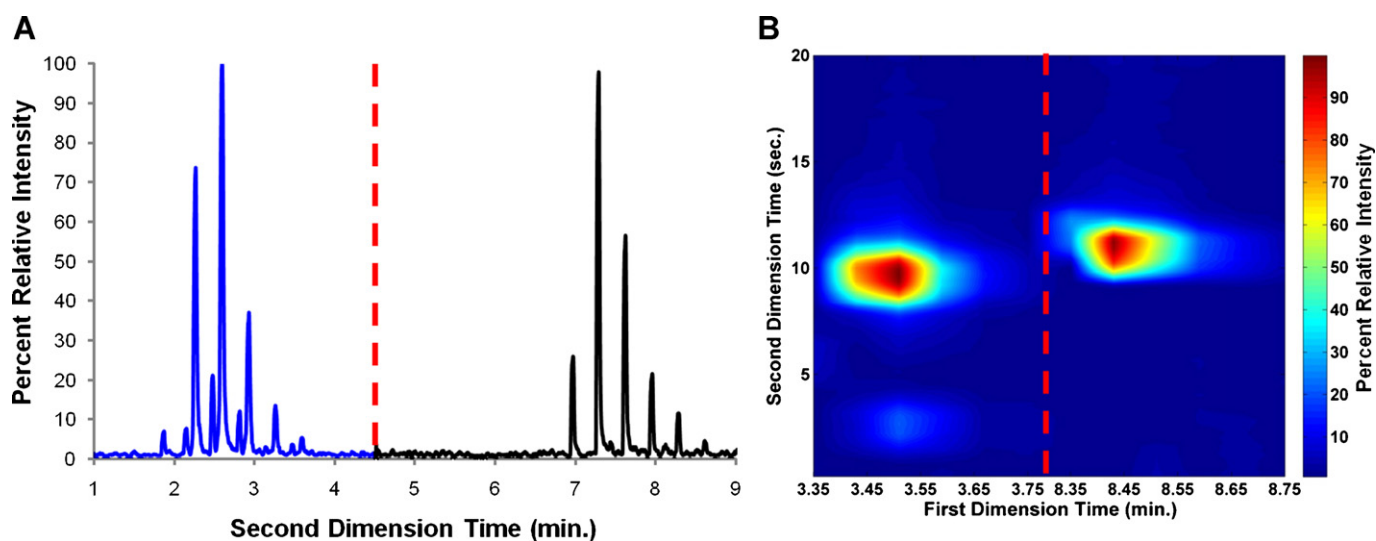 A
Percent Relative Intensity
100
90
80
70
60
50
40
30
20
10
0
1 2 3 4 5 6 7 8 9
Second Dimension Time (min.)
B
Second Dimension Time (sec.)
20
15
10
5
3.35 3.45 3.55 3.65 3.75 8.35 8.45 8.55 8.65 8.75
First Dimension Time (min.)
90
80
70
60
50
40
30
20
10
Percent Relative Intensity